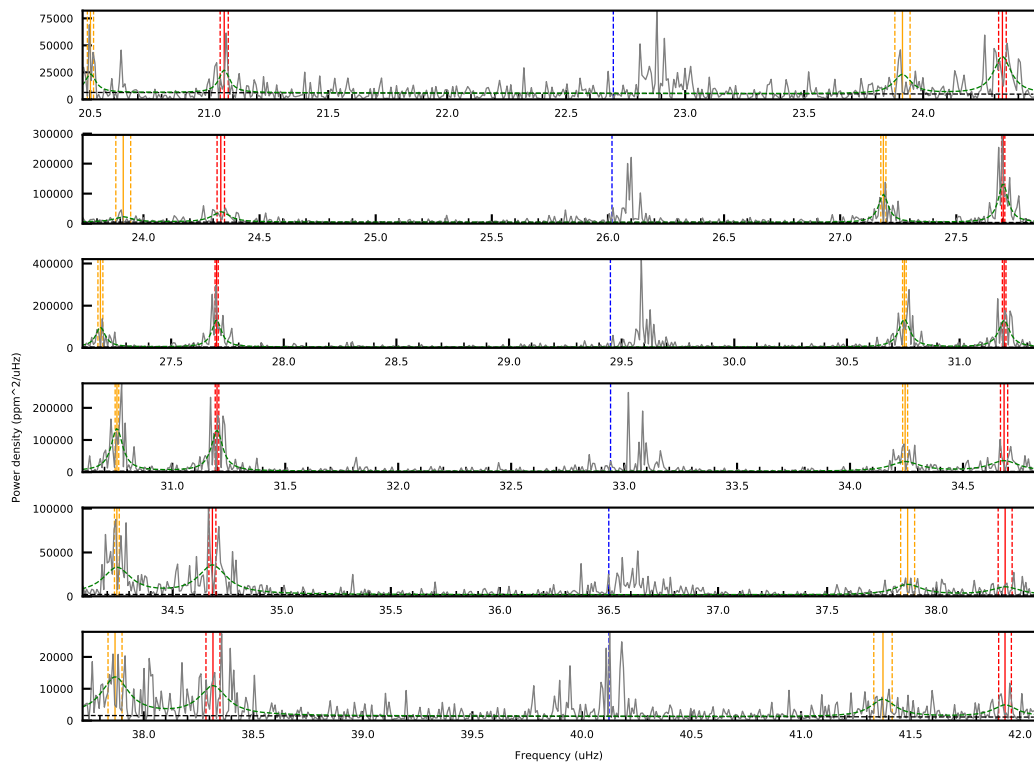 75000
50000
25000
0
20.5 21.0 21.5 22.0 22.5 23.0 23.5 24.0
300000
200000
100000
0
24.0 24.5 25.0 25.5 26.0 26.5 27.0 27.5
400000
200000
0
27.5 28.0 28.5 29.0 29.5 30.0 30.5 31.0
Power density (ppm^2/uHz)
200000
100000
0
31.0 31.5 32.0 32.5 33.0 33.5 34.0 34.5
100000
50000
0
34.5 35.0 35.5 36.0 36.5 37.0 37.5 38.0
20000
10000
0
38.0 38.5 39.0 39.5 40.0 40.5 41.0 41.5 42.0
Frequency (uHz)